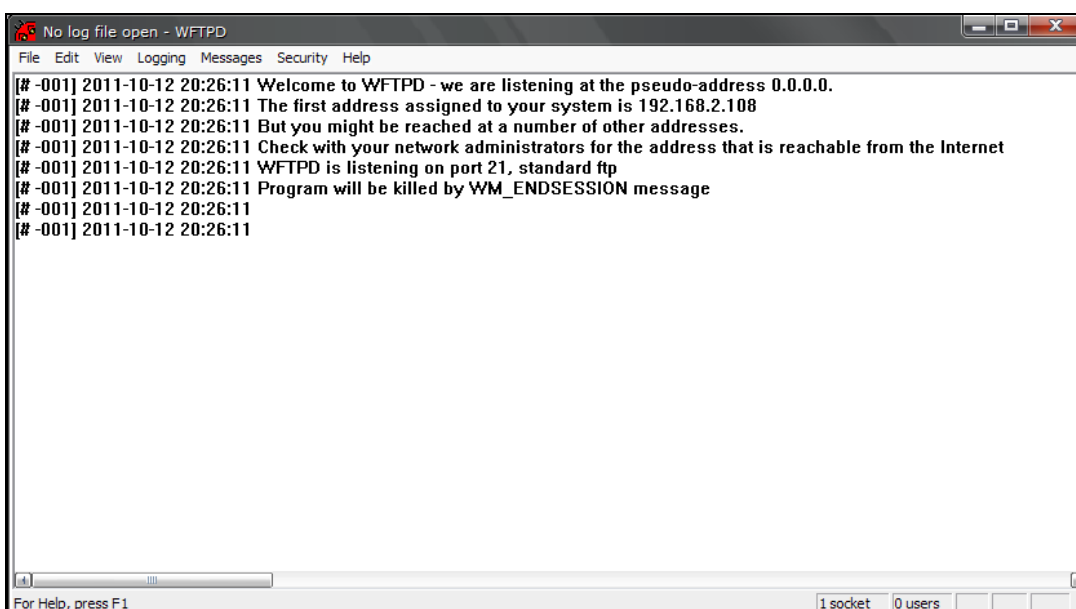 No log file open - WFTPD
File Edit View Logging Messages Security Help
[# -001] 2011-10-12 20:26:11 Welcome to WFTPD - we are listening at the pseudo-address 0.0.0.0.
[# -001] 2011-10-12 20:26:11 The first address assigned to your system is 192.168.2.108
[# -001] 2011-10-12 20:26:11 But you might be reached at a number of other addresses.
[# -001] 2011-10-12 20:26:11 Check with your network administrators for the address that is reachable from the Internet
[# -001] 2011-10-12 20:26:11 WFTPD is listening on port 21, standard ftp
[# -001] 2011-10-12 20:26:11 Program will be killed by WM_ENDSESSION message
[# -001] 2011-10-12 20:26:11
[# -001] 2011-10-12 20:26:11
For Help, press F1 1 socket 0 users